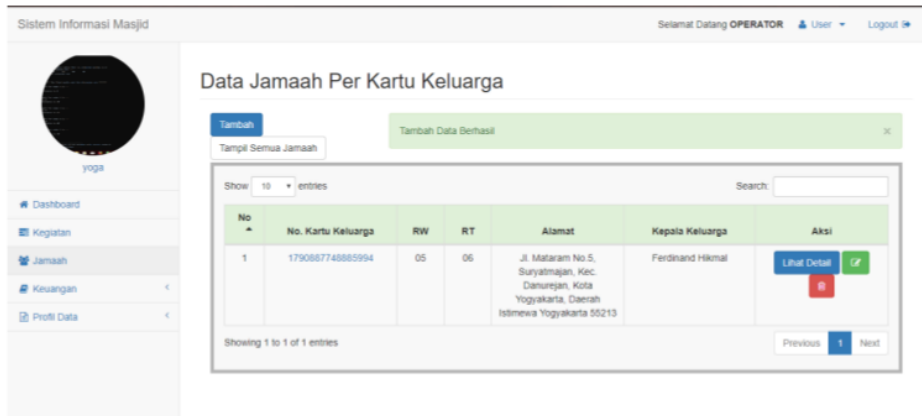 Sistem Informasi Masjid
Selamat Datang OPERATOR User Logout
yoga
Dashboard
Kegiatan
Jamaah
Keuangan
Profil Data
Data Jamaah Per Kartu Keluarga
Tambah
Tampil Semua Jamaah
Tambah Data Berhasil ×
Show 10 entries
Search:
No No. Kartu Keluarga RW RT Alamat Kepala Keluarga Aksi
1 1790887748885994 05 06 Jl. Mataram No.5, Ferdinand Hikmal Lihat Detail
Suryatmajan, Kec.
Danurejan, Kota
Yogyakarta, Daerah
Istimewa Yogyakarta 55213
Showing 1 to 1 of 1 entries
Previous 1 Next